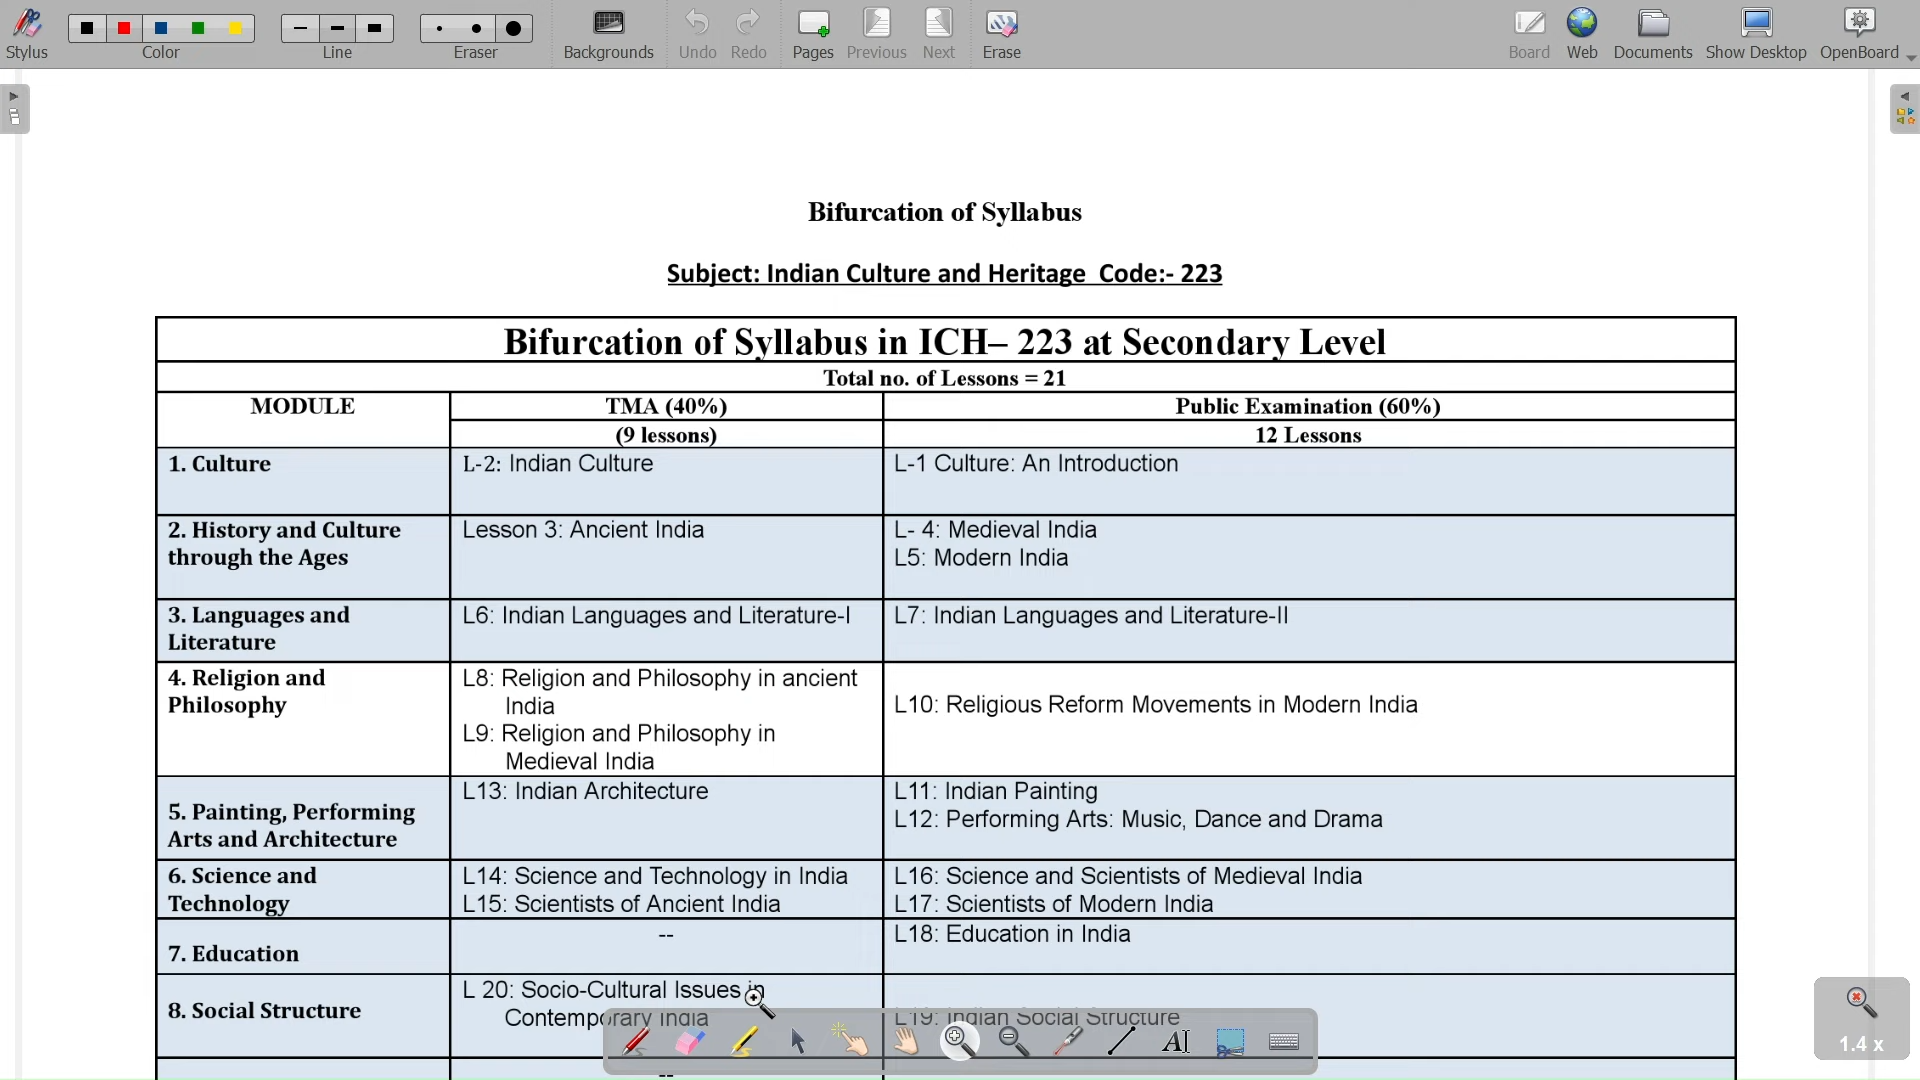 Stylus
Color
Line
Eraser
Backgrounds
Undo
Redo
Pages
Previous
Next
Erase
Board
Web
Documents
Show Desktop
OpenBoard
Bifurcation of Syllabus
Subject: Indian Culture and Heritage Code:- 223
Bifurcation of Syllabus in ICH– 223 at Secondary Level
Total no. of Lessons = 21
MODULE
TMA (40%)
Public Examination (60%)
(9 lessons)
12 Lessons
1. Culture
L-2: Indian Culture
L-1 Culture: An Introduction
2. History and Culture
through the Ages
Lesson 3: Ancient India
L- 4: Medieval India
L5: Modern India
3. Languages and
Literature
L6: Indian Languages and Literature-I
L7: Indian Languages and Literature-II
4. Religion and
Philosophy
L8: Religion and Philosophy in ancient
India
L9: Religion and Philosophy in
Medieval India
L10: Religious Reform Movements in Modern India
5. Painting, Performing
Arts and Architecture
L13: Indian Architecture
L11: Indian Painting
L12: Performing Arts: Music, Dance and Drama
6. Science and
Technology
L14: Science and Technology in India
L15: Scientists of Ancient India
L16: Science and Scientists of Medieval India
L17: Scientists of Modern India
7. Education
--
L18: Education in India
8. Social Structure
L 20: Socio-Cultural Issues in
Contemporary India
L19: Indian Social Structure
--
AI
1.4 x